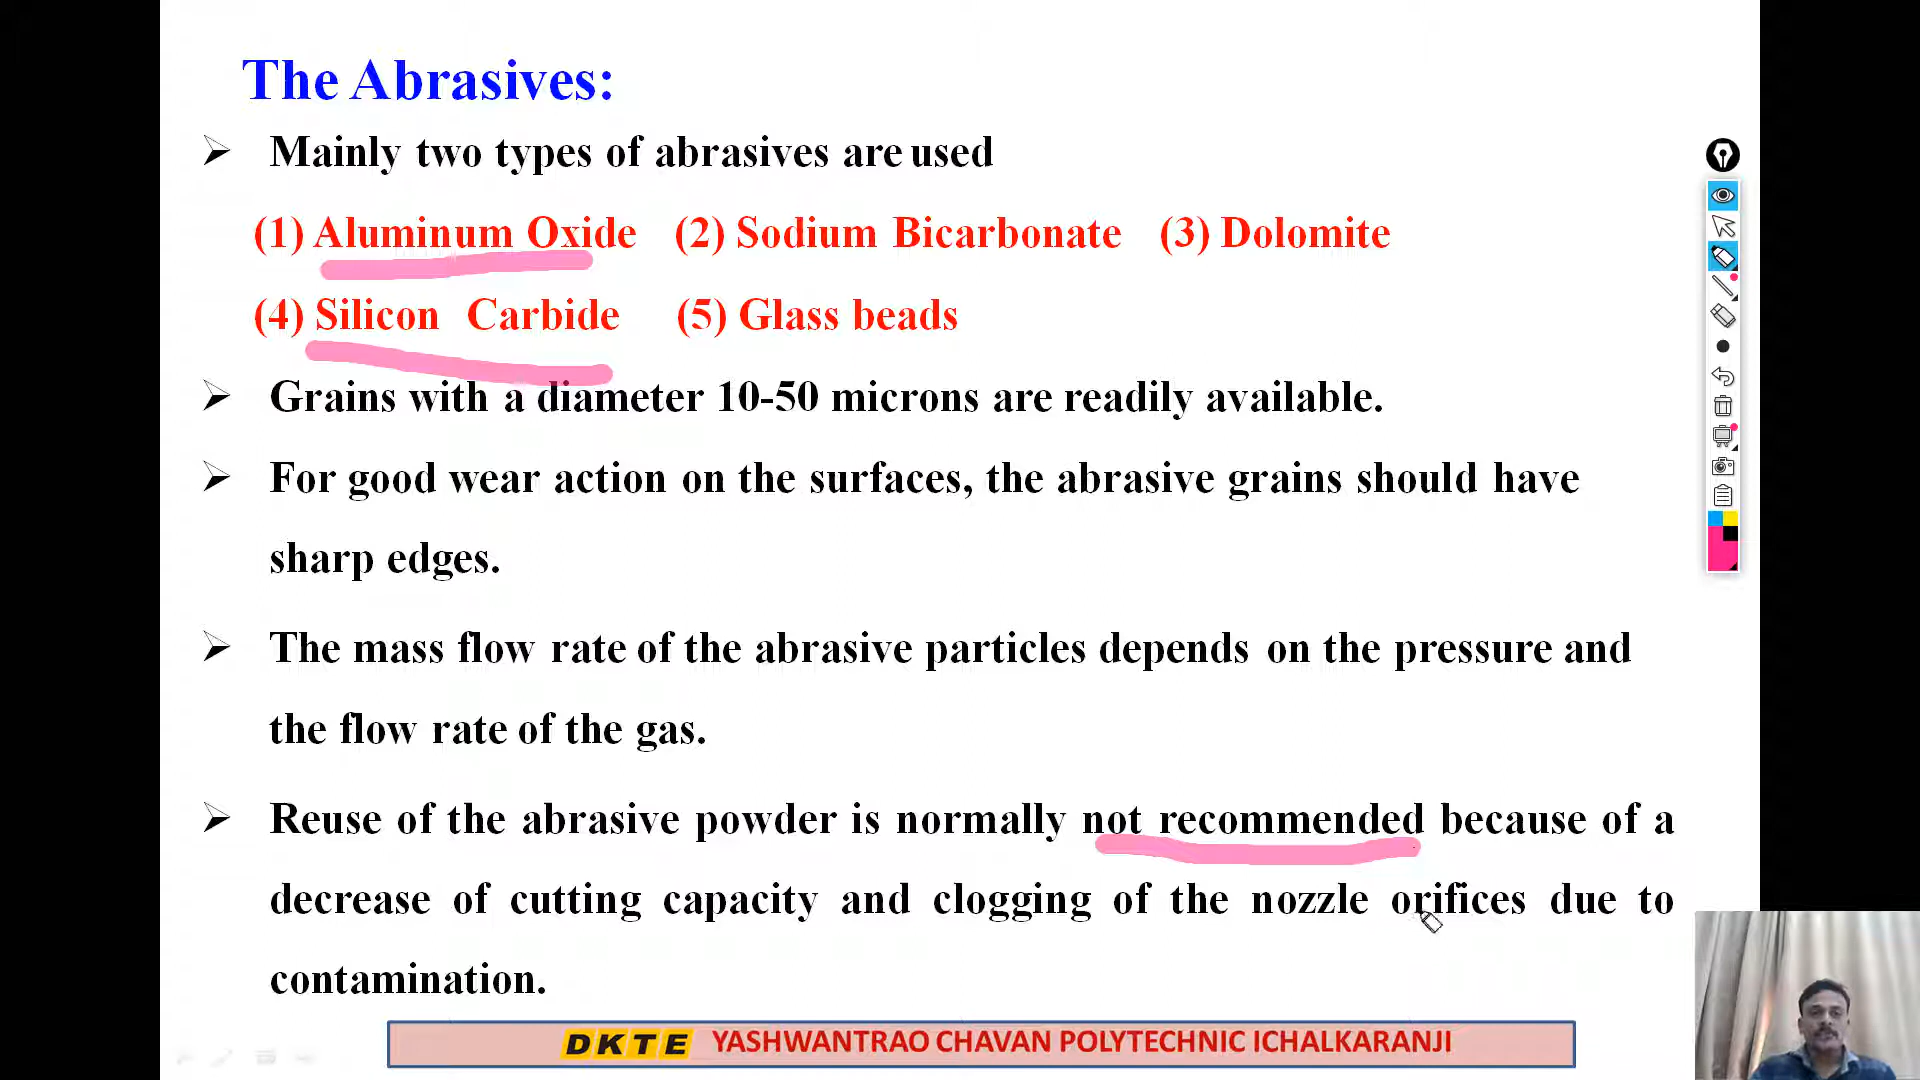 The Abrasives:
➢ Mainly two types of abrasives are used
(1) Aluminum Oxide (2) Sodium Bicarbonate (3) Dolomite
(4) Silicon Carbide (5) Glass beads
➢ Grains with a diameter 10-50 microns are readily available.
➢ For good wear action on the surfaces, the abrasive grains should have
sharp edges.
➢ The mass flow rate of the abrasive particles depends on the pressure and
the flow rate of the gas.
➢ Reuse of the abrasive powder is normally not recommended because of a
decrease of cutting capacity and clogging of the nozzle orifices due to
contamination.
DKTE YASHWANTRAO CHAVAN POLYTECHNIC ICHALKARANJI